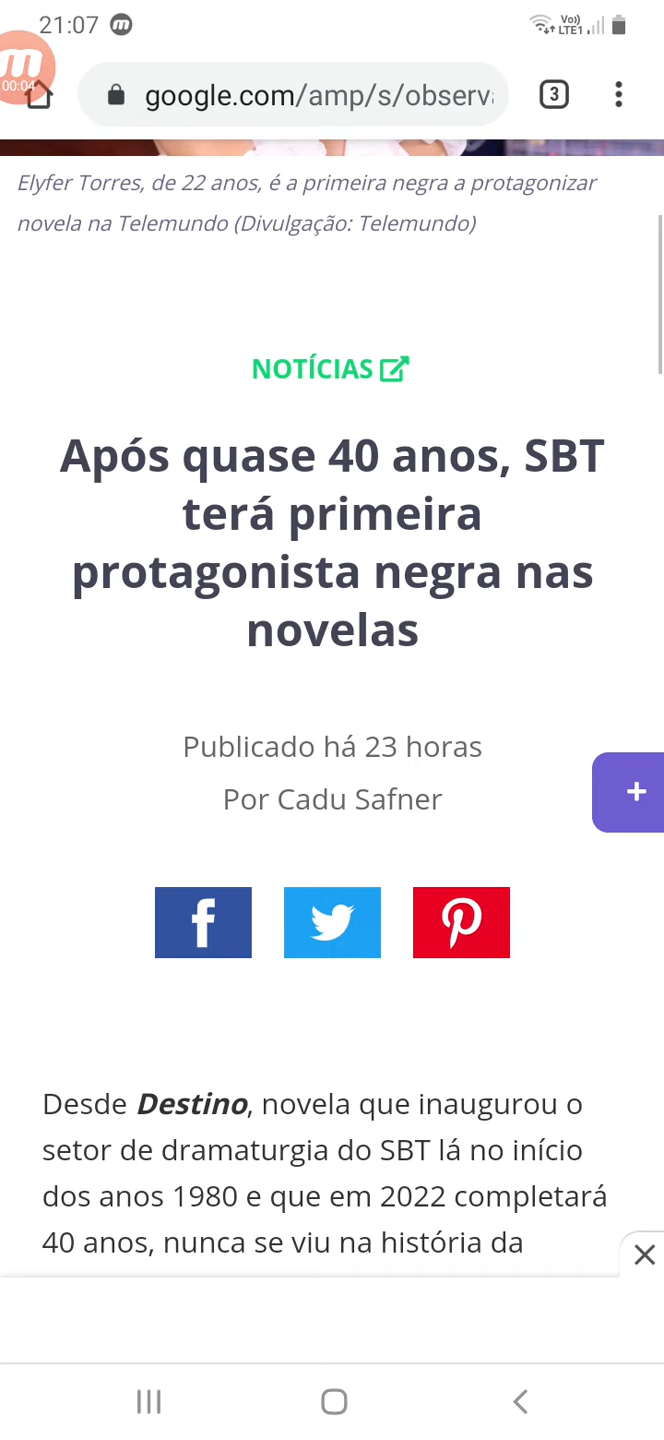 21:07 m Vo)) LTE1
m
00:04
google.com/amp/s/observa
3
Elyfer Torres, de 22 anos, é a primeira negra a protagonizar
novela na Telemundo (Divulgação: Telemundo)
NOTÍCIAS
Após quase 40 anos, SBT
terá primeira
protagonista negra nas
novelas
Publicado há 23 horas
Por Cadu Safner
+
Desde Destino, novela que inaugurou o
setor de dramaturgia do SBT lá no início
dos anos 1980 e que em 2022 completará
40 anos, nunca se viu na história da